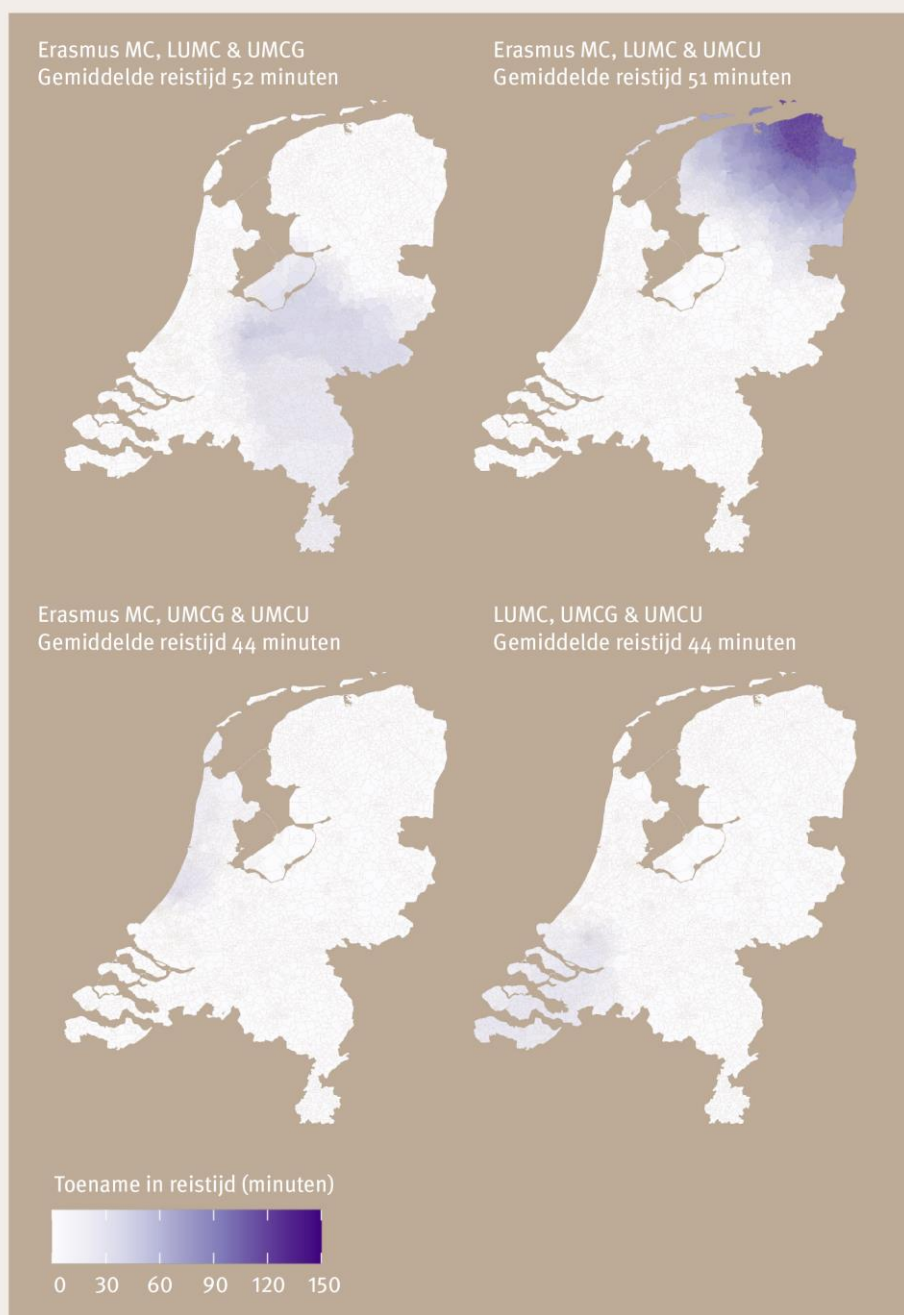 Erasmus MC, LUMC & UMCG
Gemiddelde reistijd 52 minuten
Erasmus MC, LUMC & UMCU
Gemiddelde reistijd 51 minuten
Erasmus MC, UMCG & UMCU
Gemiddelde reistijd 44 minuten
LUMC, UMCG & UMCU
Gemiddelde reistijd 44 minuten
Toename in reistijd (minuten)
0 30 60 90 120 150